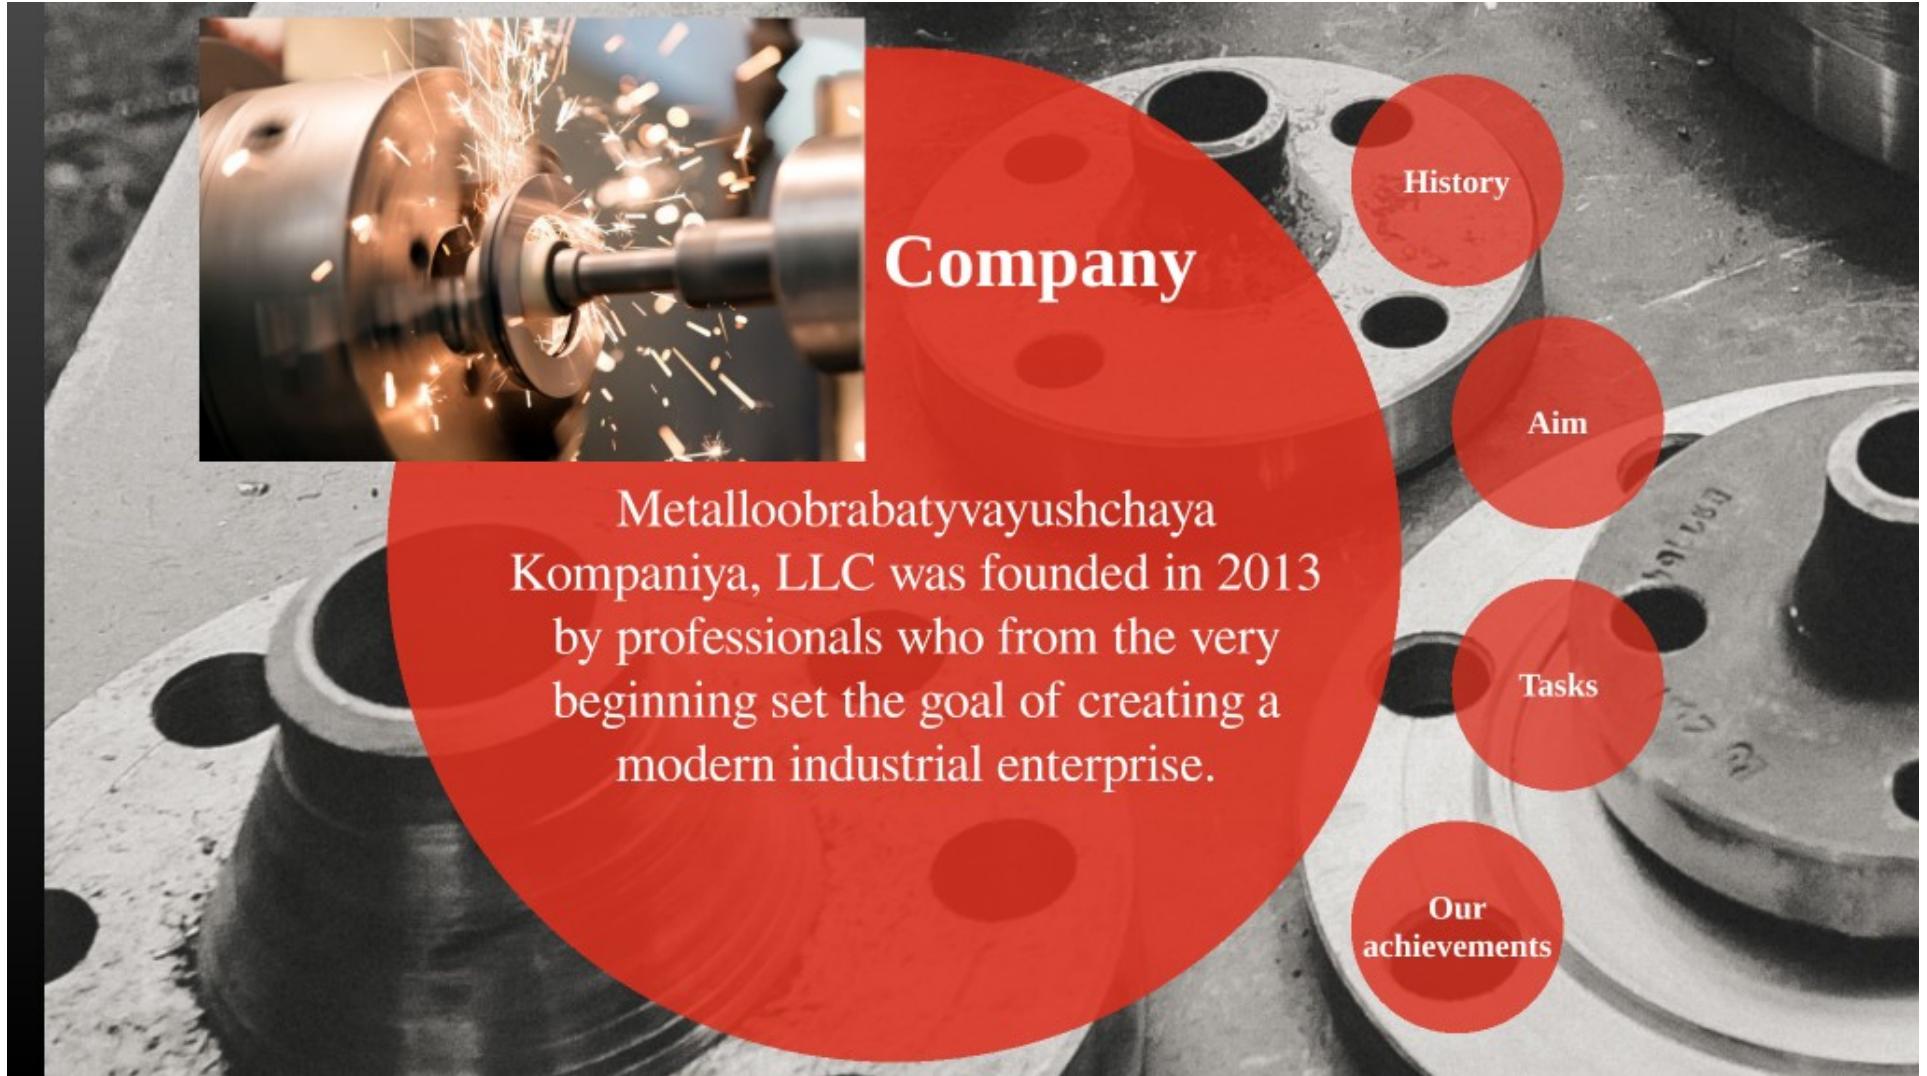 Company
Metalloobrabatyvayushchaya
Kompaniya, LLC was founded in 2013
by professionals who from the very
beginning set the goal of creating a
modern industrial enterprise.
History
Aim
Tasks
Our
achievements